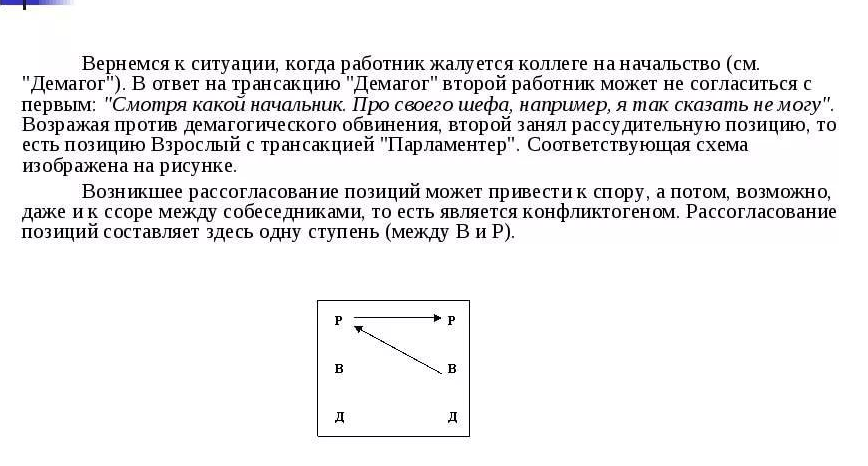 Вернемся к ситуации, когда работник жалуется коллеге на начальство (см.
"Демагог"). В ответ на трансакцию "Демагог" второй работник может не согласиться с
первым: "Смотря какой начальник. Про своего шефа, например, я так сказать не могу".
Возражая против демагогического обвинения, второй занял рассудительную позицию, то
есть позицию Взрослый с трансакцией "Парламентер". Соответствующая схема
изображена на рисунке.
Возникшее рассогласование позиций может привести к спору, а потом, возможно,
даже и к ссоре между собеседниками, то есть является конфликтогеном. Рассогласование
позиций составляет здесь одну ступень (между В и Р).
Р Р
В В
Д Д